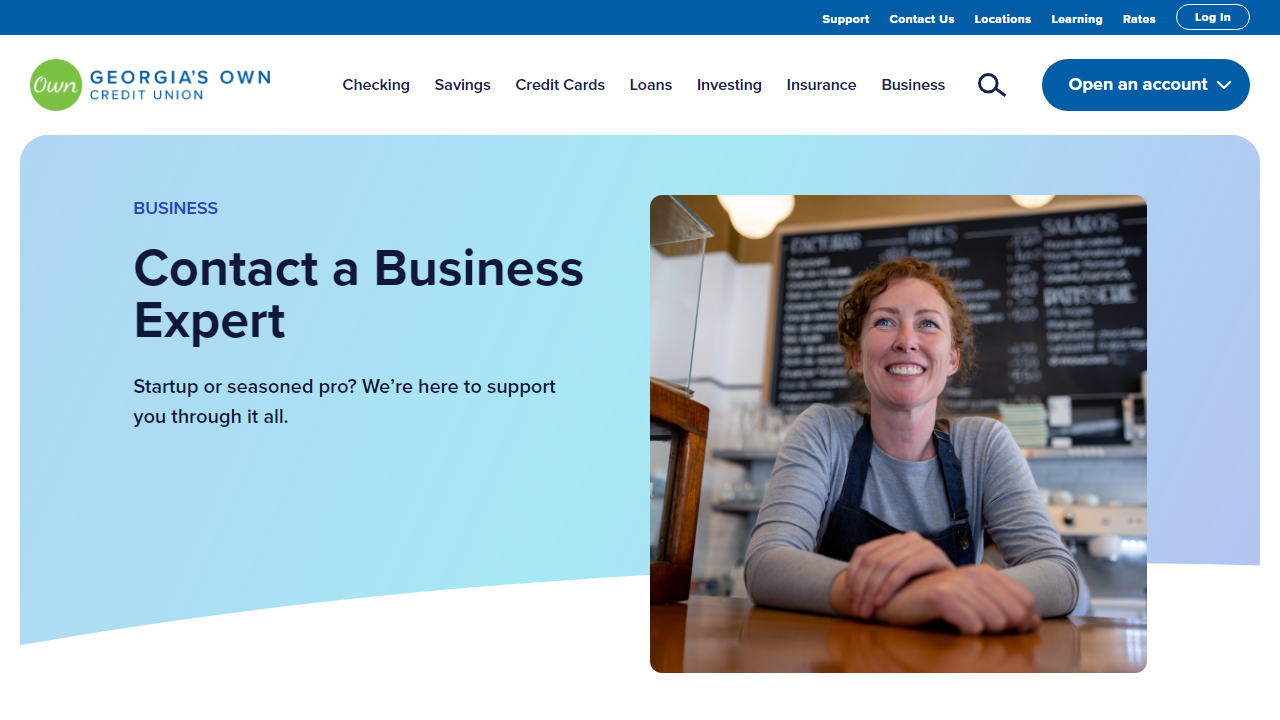 Support Contact Us Locations Learning Rates Log In
Own GEORGIA'S OWN
CREDIT UNION
Checking Savings Credit Cards Loans Investing Insurance Business Open an account
BUSINESS
Contact a Business
Expert
Startup or seasoned pro? We’re here to support
you through it all.